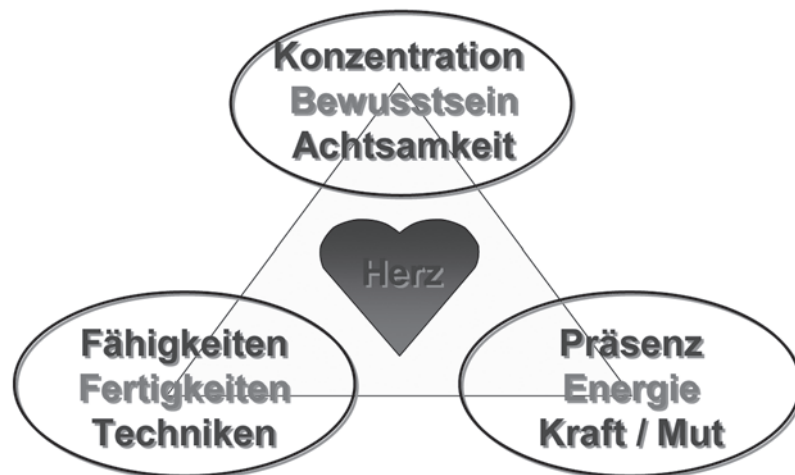 Konzentration
Bewusstsein
Achtsamkeit
Herz
Fähigkeiten
Fertigkeiten
Techniken
Präsenz
Energie
Kraft / Mut